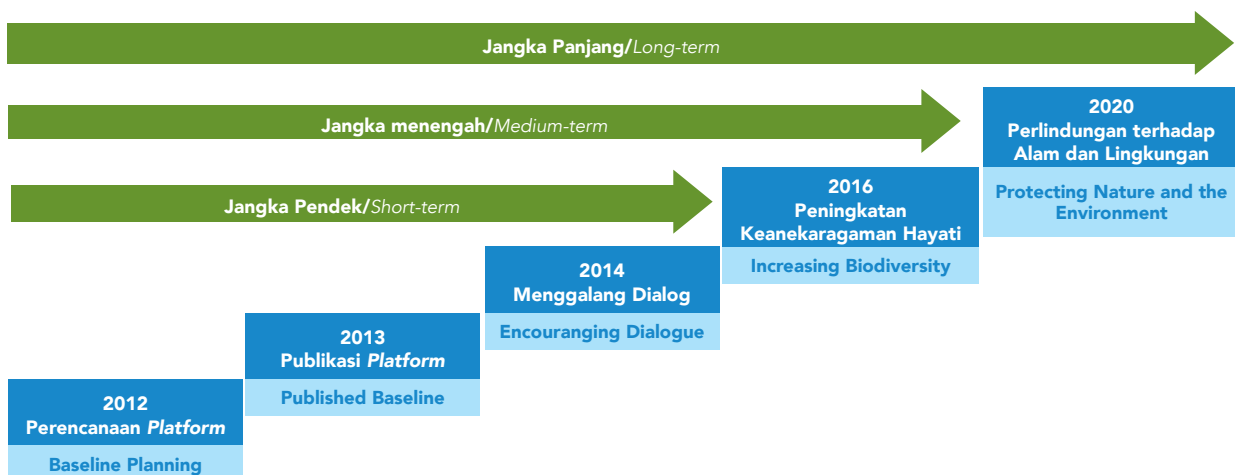 Jangka Panjang/Long-term
Jangka menengah/Medium-term
2020
Perlindungan terhadap
Alam dan Lingkungan
Protecting Nature and the
Environment
Jangka Pendek/Short-term
2016
Peningkatan
Keanekaragaman Hayati
Increasing Biodiversity
2014
Menggalang Dialog
Encouranging Dialogue
2013
Publikasi Platform
Published Baseline
2012
Perencanaan Platform
Baseline Planning